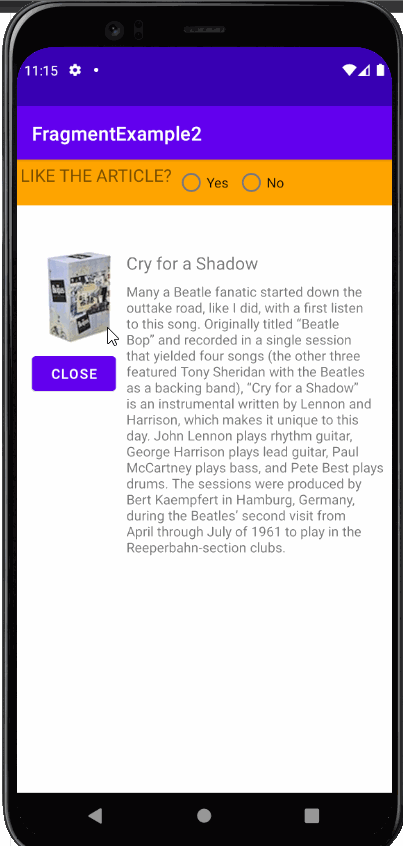 11:15
FragmentExample2
LIKE THE ARTICLE? Yes No
Cry for a Shadow
Many a Beatle fanatic started down the
outtake road, like I did, with a first listen
to this song. Originally titled “Beatle
Bop” and recorded in a single session
that yielded four songs (the other three
featured Tony Sheridan with the Beatles
as a backing band), “Cry for a Shadow”
is an instrumental written by Lennon and
Harrison, which makes it unique to this
day. John Lennon plays rhythm guitar,
George Harrison plays lead guitar, Paul
McCartney plays bass, and Pete Best plays
drums. The sessions were produced by
Bert Kaempfert in Hamburg, Germany,
during the Beatles’ second visit from
April through July of 1961 to play in the
Reeperbahn-section clubs.
CLOSE